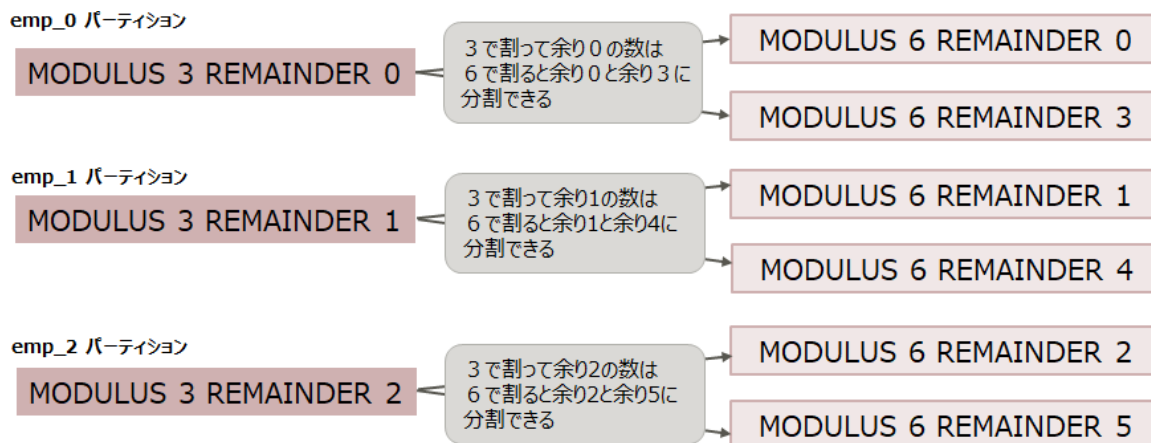 emp_0 パーティション
MODULUS 3 REMAINDER 0
３で割って余り０の数は
６で割ると余り０と余り３に
分割できる
MODULUS 6 REMAINDER 0
MODULUS 6 REMAINDER 3
emp_1 パーティション
MODULUS 3 REMAINDER 1
３で割って余り1の数は
６で割ると余り1と余り4に
分割できる
MODULUS 6 REMAINDER 1
MODULUS 6 REMAINDER 4
emp_2 パーティション
MODULUS 3 REMAINDER 2
３で割って余り2の数は
６で割ると余り2と余り5に
分割できる
MODULUS 6 REMAINDER 2
MODULUS 6 REMAINDER 5